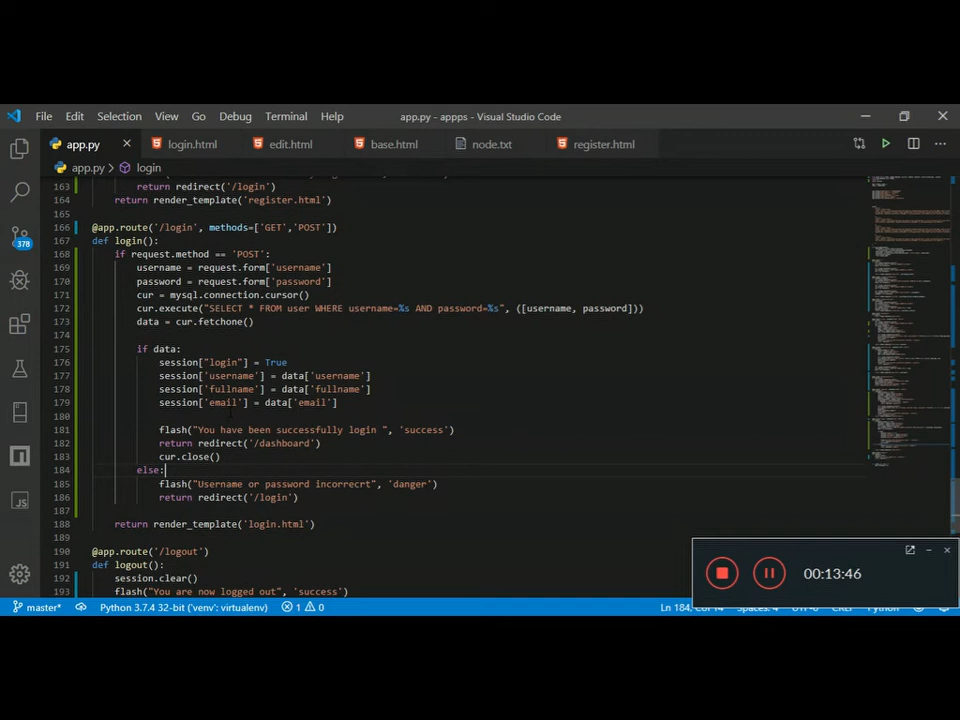 File Edit Selection View Go Debug Terminal Help app.py - appps - Visual Studio Code
app.py login.html edit.html base.html node.txt register.html
app.py login
163 return redirect('/login')
164 return render_template('register.html')
165
166 @app.route('/login', methods=['GET','POST'])
167 def login():
168 if request.method == 'POST':
169 username = request.form['username']
170 password = request.form['password']
171 cur = mysql.connection.cursor()
172 cur.execute("SELECT * FROM user WHERE username=%s AND password=%s", ([username, password]))
173 data = cur.fetchone()
174
175 if data:
176 session["login"] = True
177 session['username'] = data['username']
178 session['fullname'] = data['fullname']
179 session['email'] = data['email']
180
181 flash("You have been successfully login ", 'success')
182 return redirect('/dashboard')
183 cur.close()
184 else:
185 flash("Username or password incorrecrt", 'danger')
186 return redirect('/login')
187
188 return render_template('login.html')
189
190 @app.route('/logout')
191 def logout():
192 session.clear()
193 flash("You are now logged out", 'success')
378
JS
00:13:46
master* Python 3.7.4 32-bit ('venv': virtualenv) 1 0